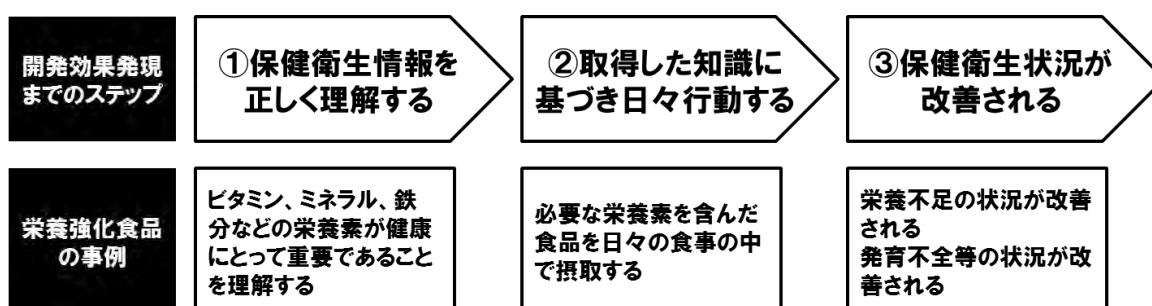 開発効果発現
までのステップ
①保健衛生情報を
正しく理解する
②取得した知識に
基づき日々行動する
③保健衛生状況が
改善される
栄養強化食品
の事例
ビタミン、ミネラル、鉄
分などの栄養素が健康
にとって重要であること
を理解する
必要な栄養素を含んだ
食品を日々の食事の中
で摂取する
栄養不足の状況が改善
される
発育不全等の状況が改
善される